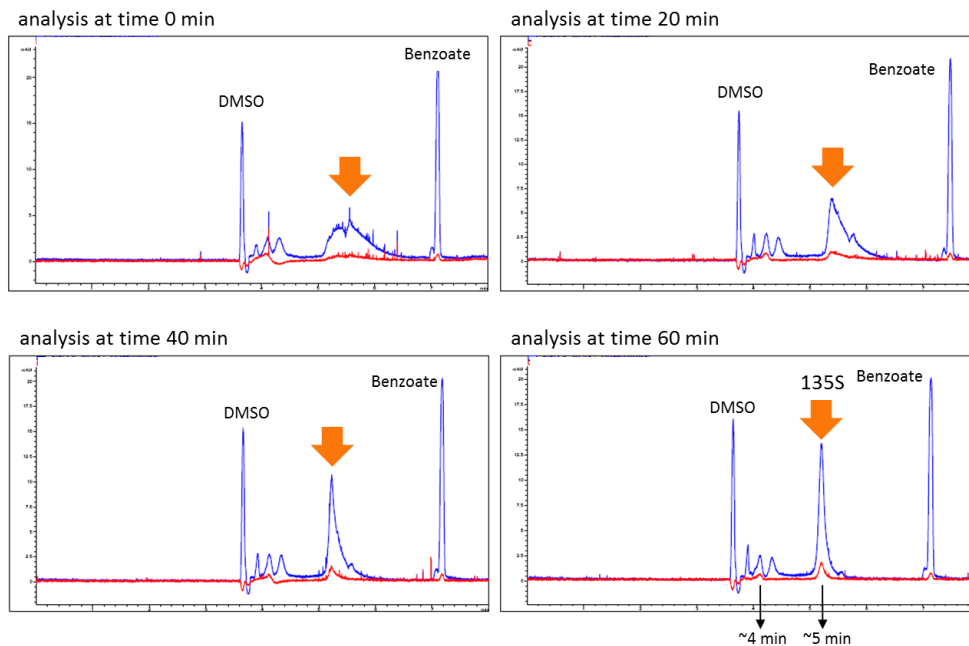 analysis at time 0 min
analysis at time 20 min
Benzoate
DMSO
Benzoate
DMSO
analysis at time 40 min
analysis at time 60 min
Benzoate
DMSO
135S
Benzoate
DMSO
~4 min
~5 min